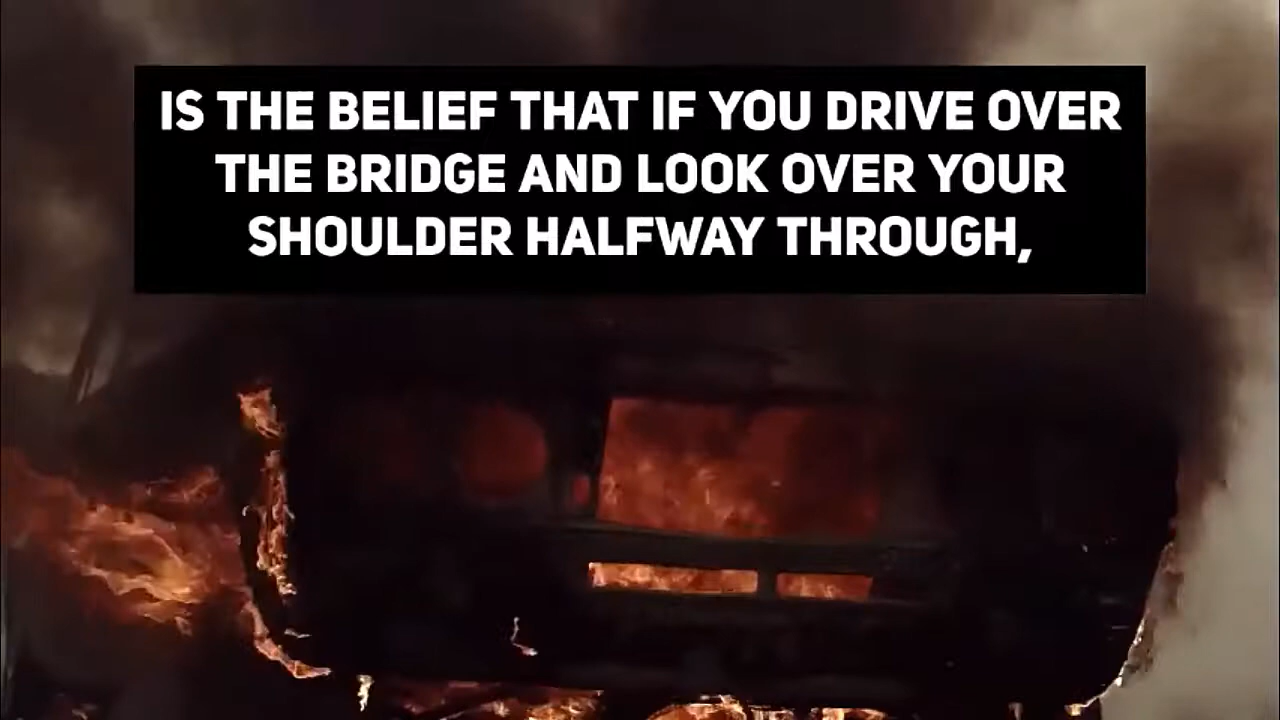 IS THE BELIEF THAT IF YOU DRIVE OVER
THE BRIDGE AND LOOK OVER YOUR
SHOULDER HALFWAY THROUGH,